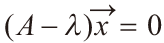 (A − λ)x⃗ = 0